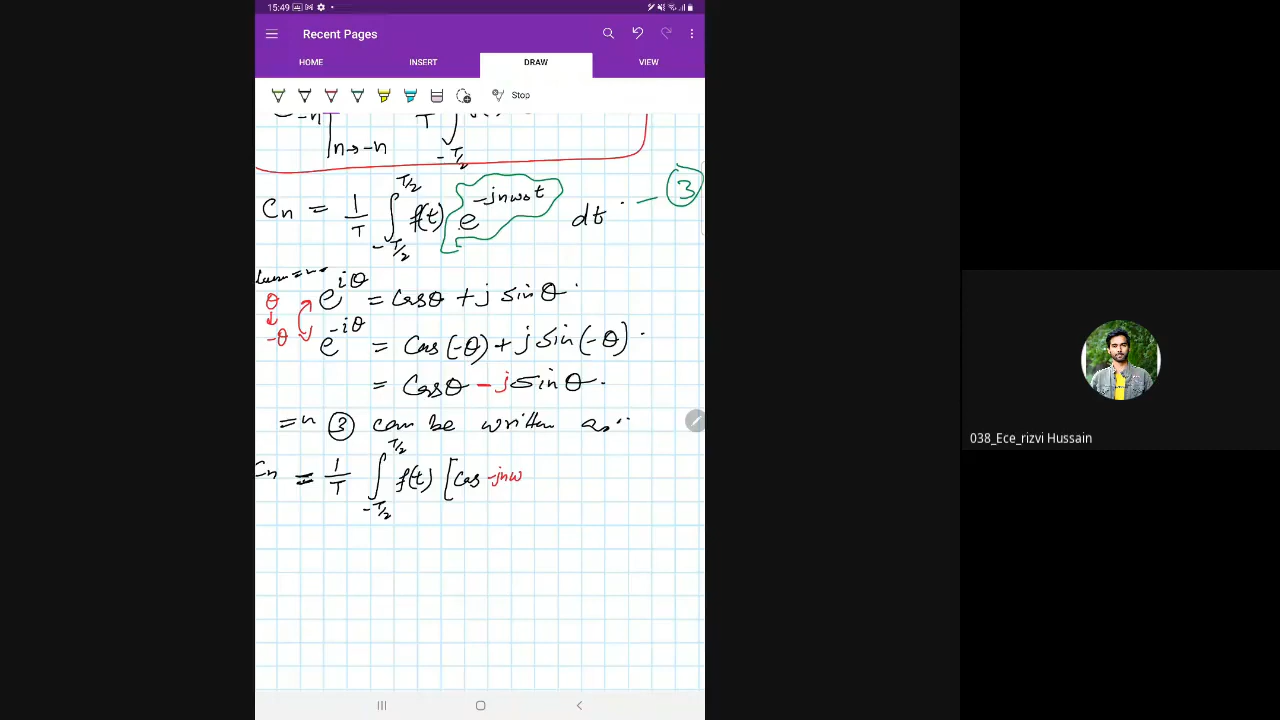 15:49
Recent Pages
HOME INSERT DRAW VIEW
Stop
n→-n
-T/2
Cn = 1/T ∫_{-T/2}^{T/2} f(t) e^{-jnω₀t} dt — ③
θ e^{iθ} = Cosθ + j Sinθ
↓
-θ e^{-iθ} = Cos(-θ) + j Sin(-θ)
= Cosθ - j Sinθ.
=n ③ can be written as
Cn = 1/T ∫_{-T/2}^{T/2} f(t) [Cos -jnω
038_Ece_rizvi Hussain